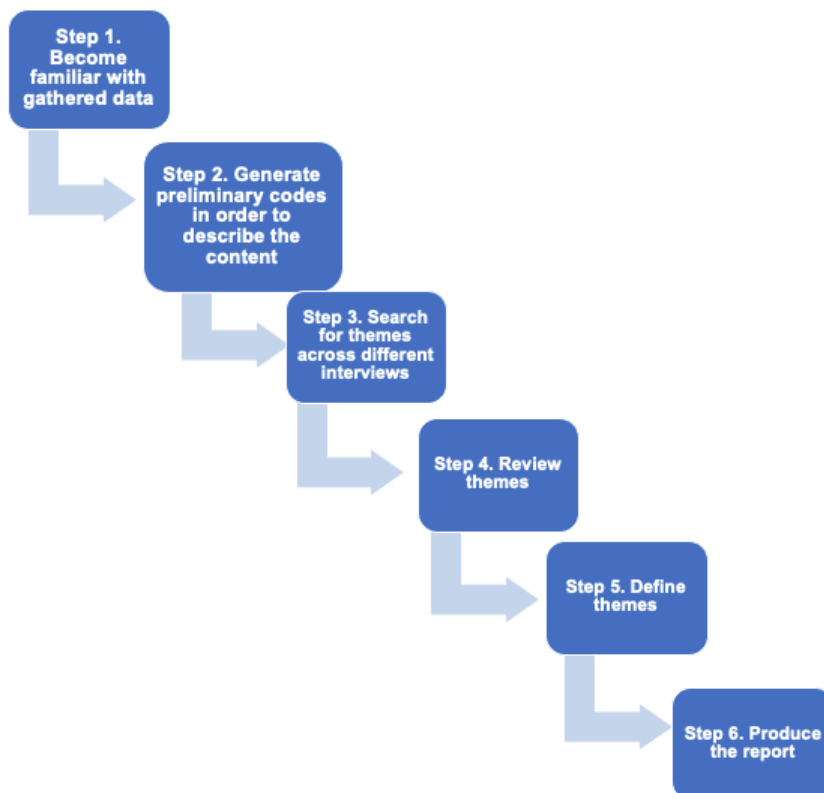 Step 1.
Become
familiar with
gathered data
Step 2. Generate
preliminary codes
in order to
describe the
content
Step 3. Search
for themes
across different
interviews
Step 4. Review
themes
Step 5. Define
themes
Step 6. Produce
the report